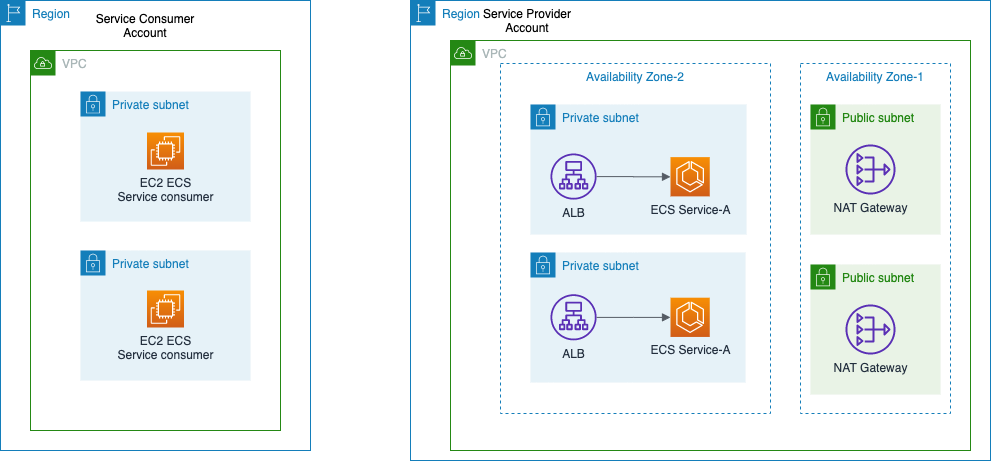 Region
Service Consumer
Account
VPC
Private subnet
EC2 ECS
Service consumer
Private subnet
EC2 ECS
Service consumer
Region Service Provider
Account
VPC
Availability Zone-2
Private subnet
ALB
ECS Service-A
Private subnet
ALB
ECS Service-A
Availability Zone-1
Public subnet
NAT Gateway
Public subnet
NAT Gateway